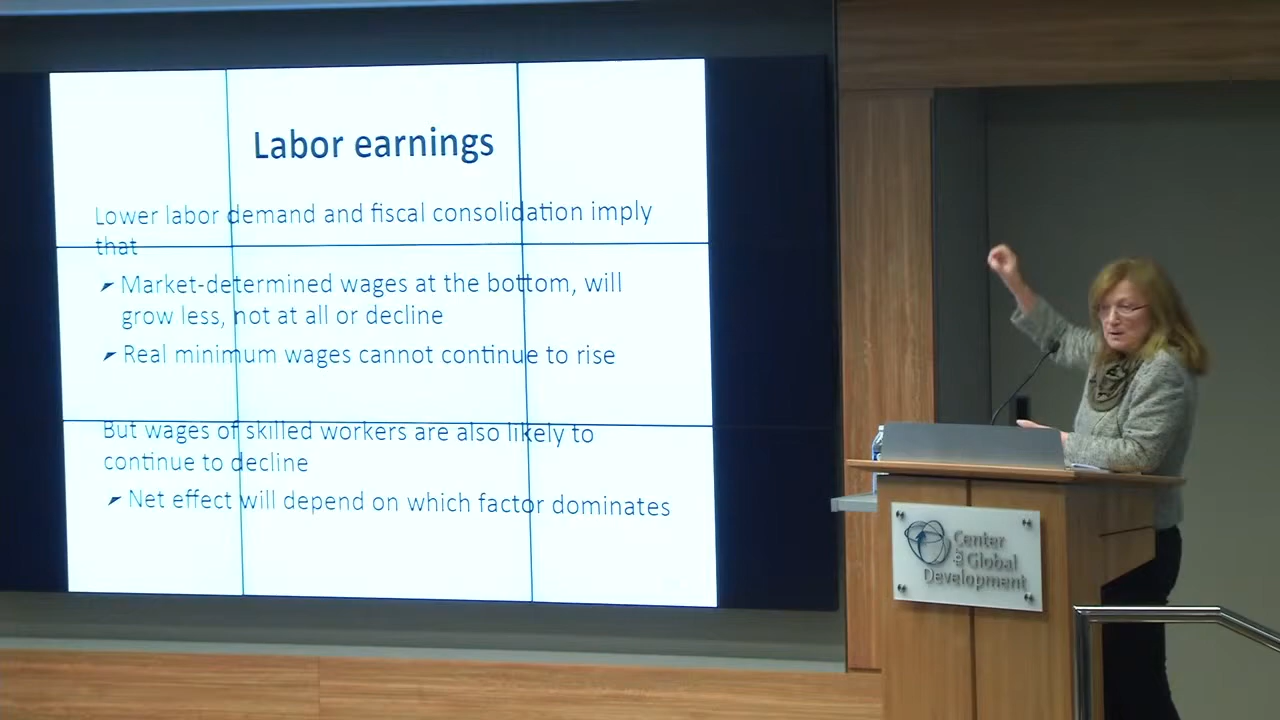 Labor earnings
Lower labor demand and fiscal consolidation imply
that
Market-determined wages at the bottom, will
grow less, not at all or decline
Real minimum wages cannot continue to rise
But wages of skilled workers are also likely to
continue to decline
Net effect will depend on which factor dominates
Center
for Global
Development